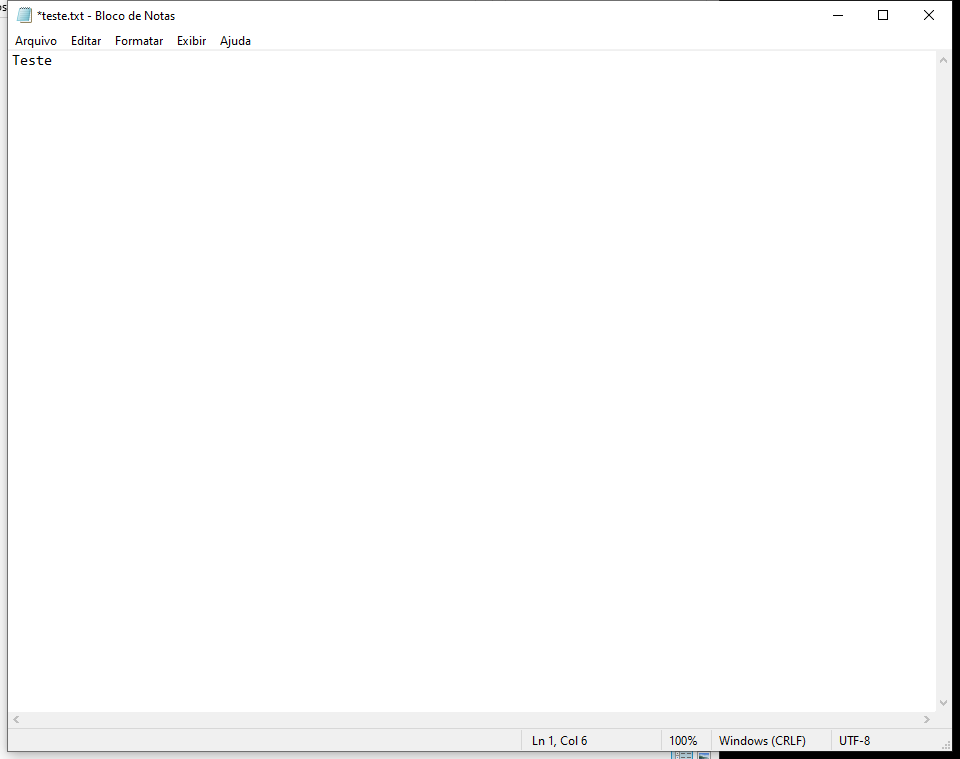 *teste.txt - Bloco de Notas
Arquivo Editar Formatar Exibir Ajuda
Teste
Ln 1, Col 6 100% Windows (CRLF) UTF-8